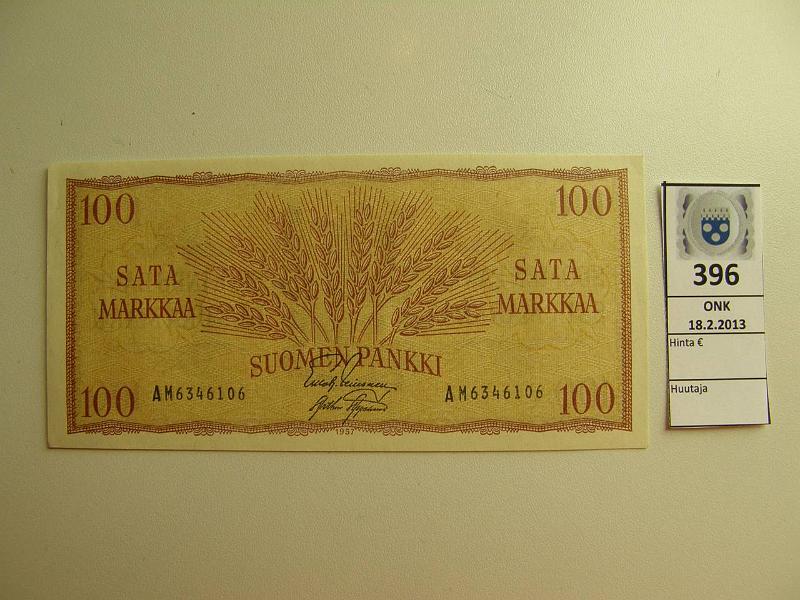 100
100
SATA
MARKKAA
SATA
MARKKAA
SUOMEN PANKKI
AM6346106
AM6346106
100
100
1957
396
ONK
18.2.2013
Hinta €
Huutaja